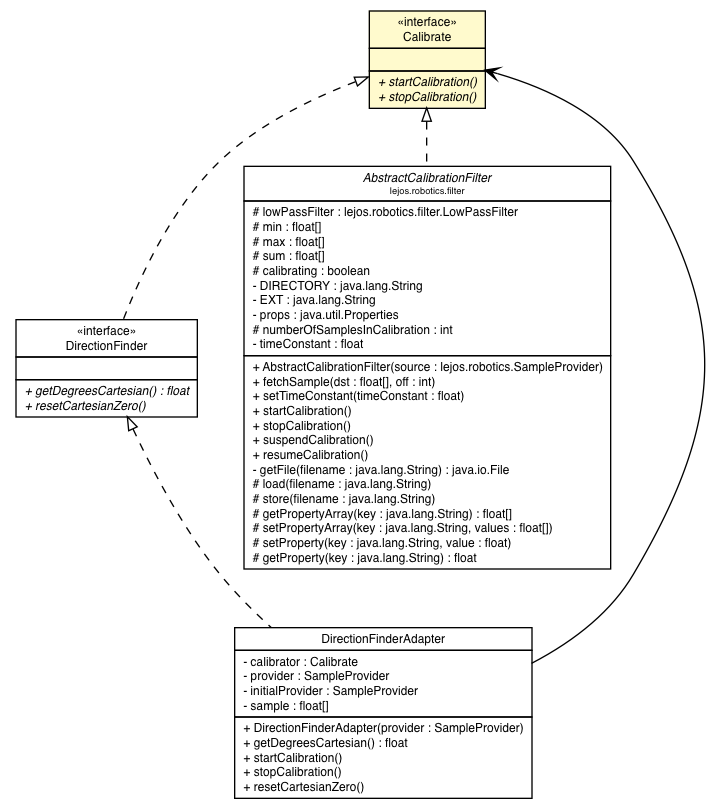 «interface»
Calibrate
+ startCalibration()
+ stopCalibration()
AbstractCalibrationFilter
lejos.robotics.filter
# lowPassFilter : lejos.robotics.filter.LowPassFilter
# min : float[]
# max : float[]
# sum : float[]
# calibrating : boolean
- DIRECTORY : java.lang.String
- EXT : java.lang.String
- props : java.util.Properties
# numberOfSamplesInCalibration : int
- timeConstant : float
+ AbstractCalibrationFilter(source : lejos.robotics.SampleProvider)
+ fetchSample(dst : float[], off : int)
+ setTimeConstant(timeConstant : float)
+ startCalibration()
+ stopCalibration()
+ suspendCalibration()
+ resumeCalibration()
- getFile(filename : java.lang.String) : java.io.File
# load(filename : java.lang.String)
# store(filename : java.lang.String)
# getPropertyArray(key : java.lang.String) : float[]
# setPropertyArray(key : java.lang.String, values : float[])
# setProperty(key : java.lang.String, value : float)
# getProperty(key : java.lang.String) : float
«interface»
DirectionFinder
+ getDegreesCartesian() : float
+ resetCartesianZero()
DirectionFinderAdapter
- calibrator : Calibrate
- provider : SampleProvider
- initialProvider : SampleProvider
- sample : float[]
+ DirectionFinderAdapter(provider : SampleProvider)
+ getDegreesCartesian() : float
+ startCalibration()
+ stopCalibration()
+ resetCartesianZero()